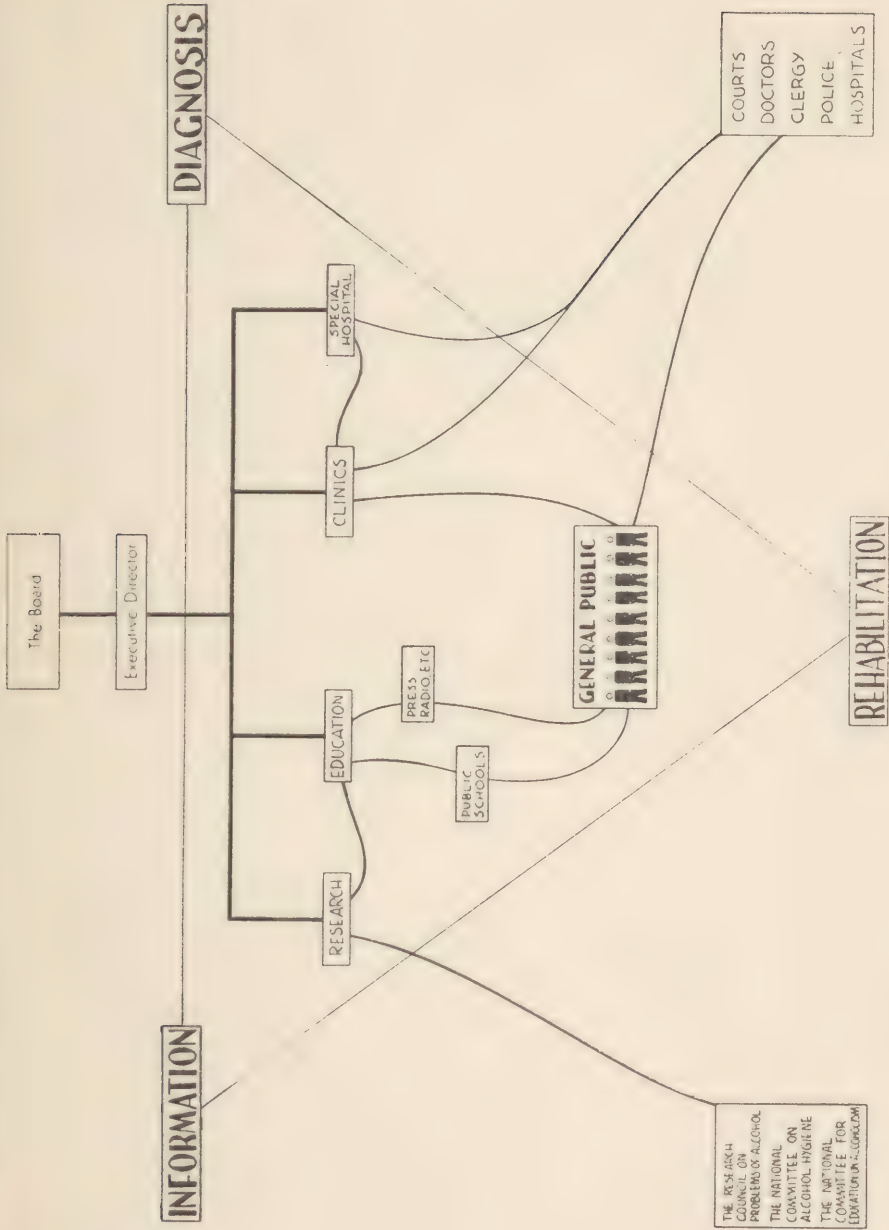 The Board
Executive Director
INFORMATION
DIAGNOSIS
RESEARCH
EDUCATION
CLINICS
SPECIAL
HOSPITAL
PRESS
RADIO, ETC
PUBLIC
SCHOOLS
GENERAL PUBLIC
THE RESEARCH
COUNCIL ON
PROBLEMS OF ALCOHOL
THE NATIONAL
COMMITTEE ON
ALCOHOL HYGIENE
THE NATIONAL
COMMITTEE FOR
EDUCATION ON ALCOHOLISM
COURTS
DOCTORS
CLERGY
POLICE
HOSPITALS
REHABILITATION